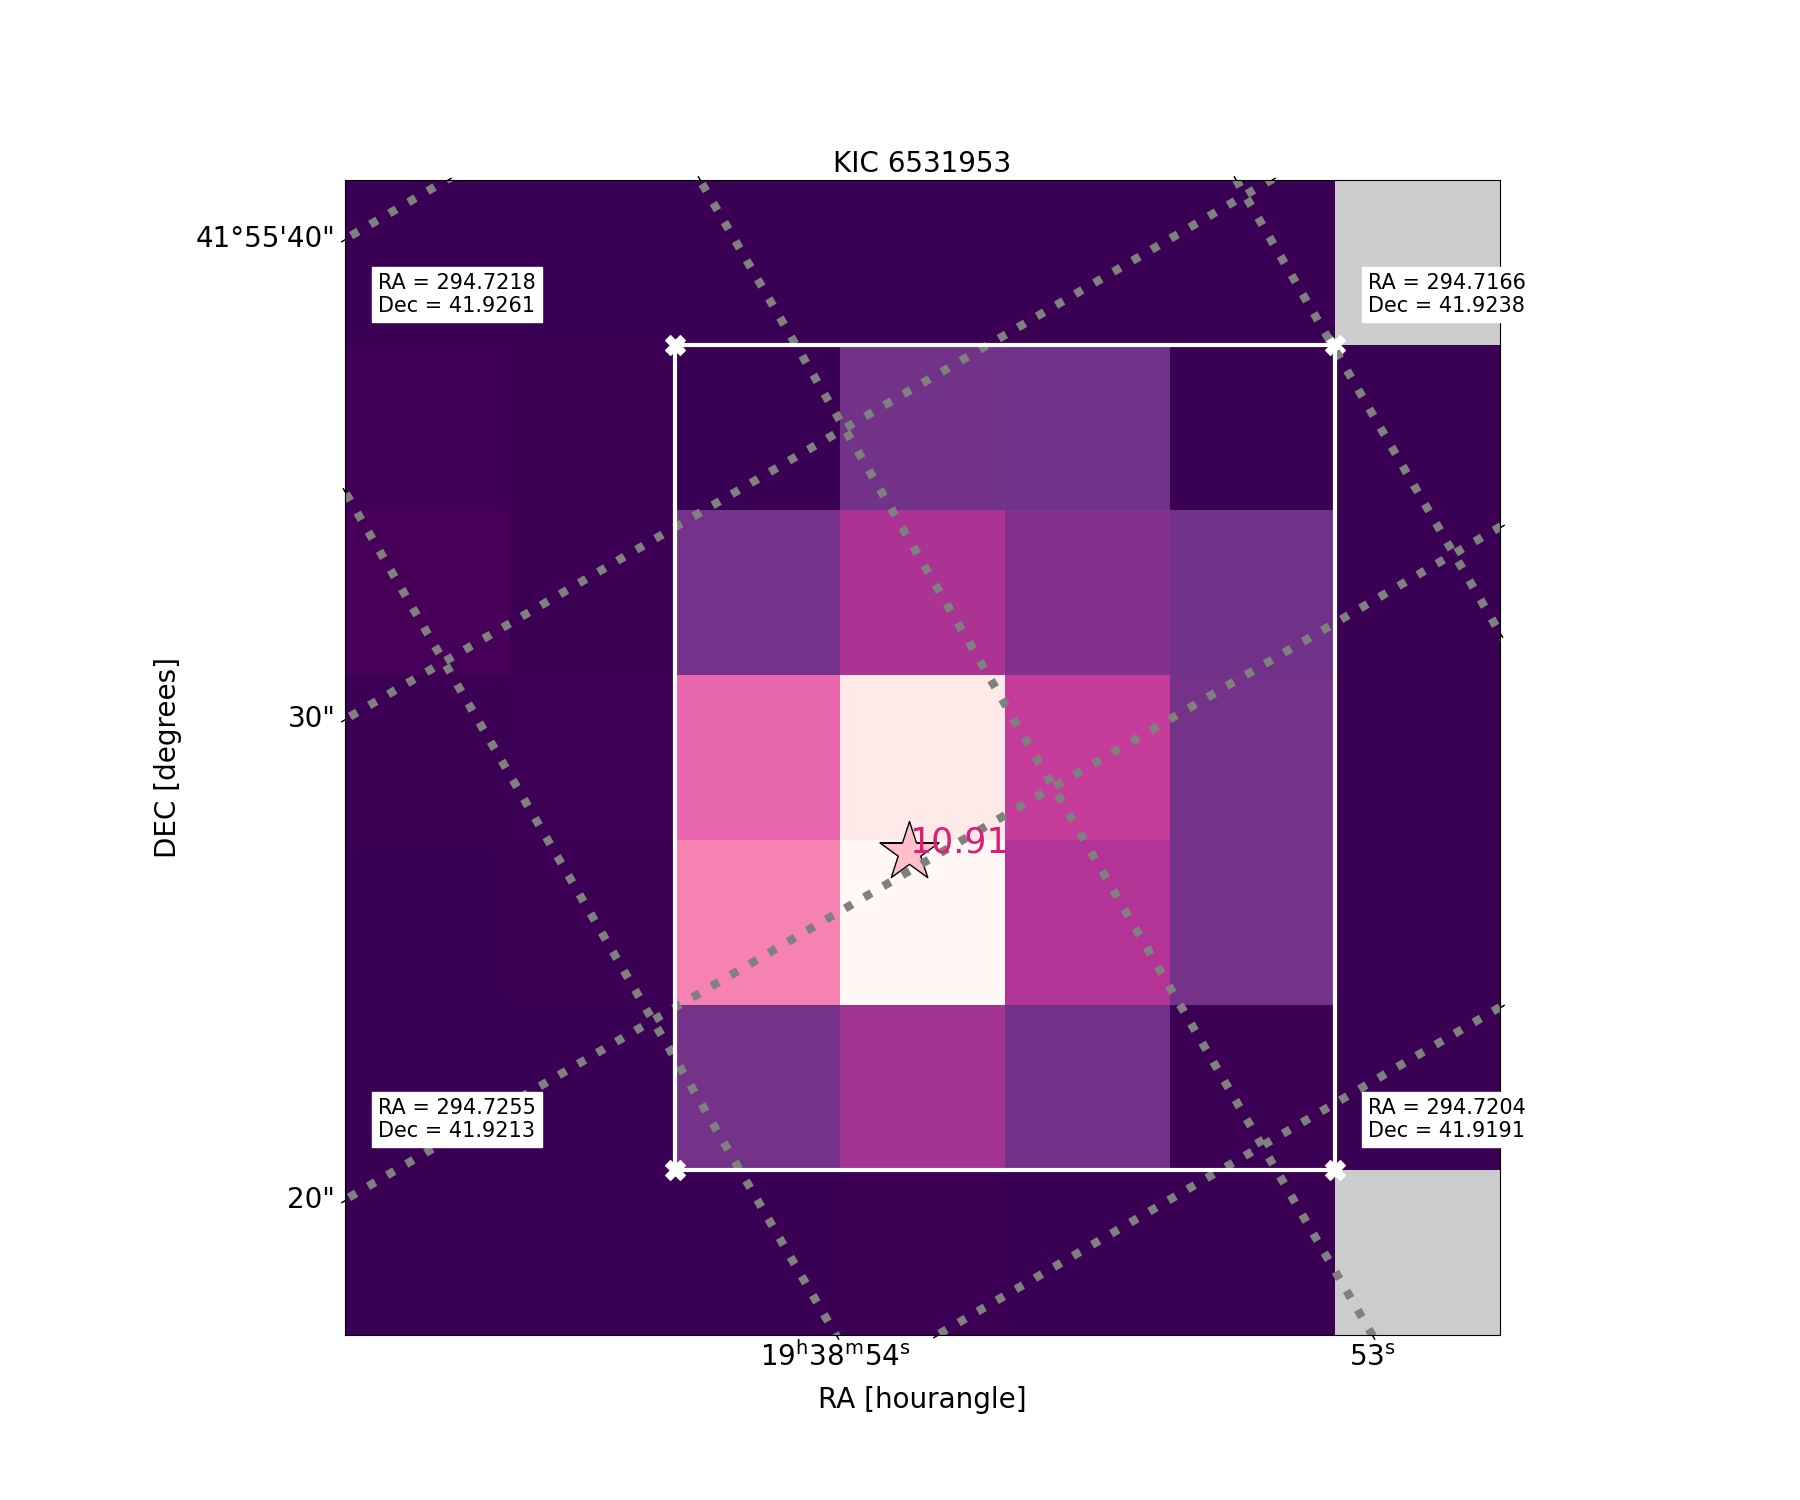 KIC 6531953
41°55'40"
RA = 294.7218
Dec = 41.9261
RA = 294.7166
Dec = 41.9238
30"
DEC [degrees]
10.91
RA = 294.7255
Dec = 41.9213
RA = 294.7204
Dec = 41.9191
20"
19ʰ38ᵐ54ˢ
53ˢ
RA [hourangle]